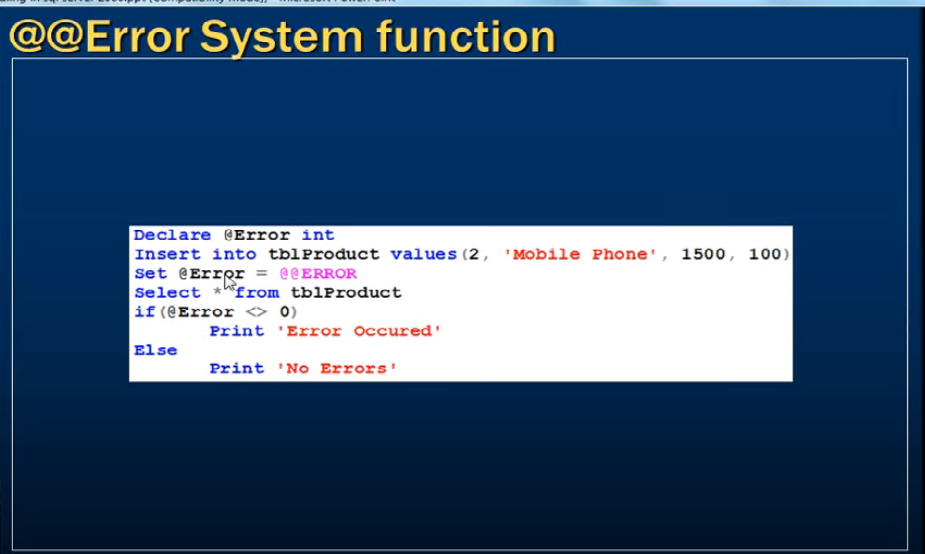 @@Error System function
Declare @Error int
Insert into tblProduct values(2, 'Mobile Phone', 1500, 100)
Set @Error = @@ERROR
Select * from tblProduct
if(@Error <> 0)
Print 'Error Occured'
Else
Print 'No Errors'